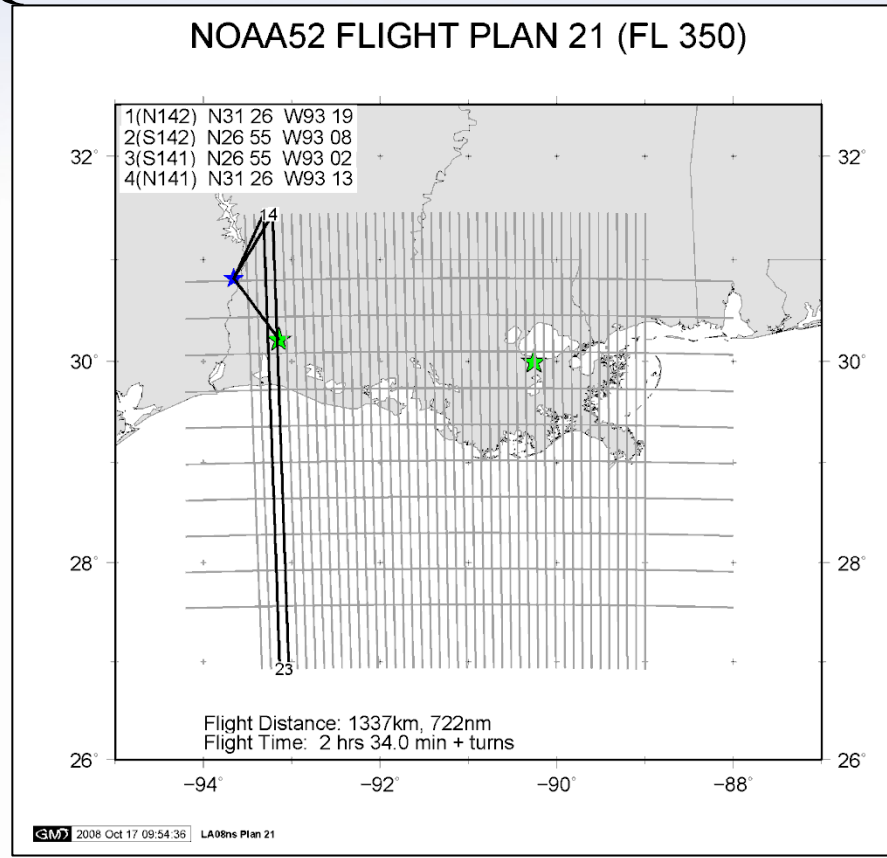 NOAA52 FLIGHT PLAN 21 (FL 350)
1(N142) N31 26 W93 19
2(S142) N26 55 W93 08
3(S141) N26 55 W93 02
4(N141) N31 26 W93 13
32° 32°
14
30° 30°
28° 28°
23
Flight Distance: 1337km, 722nm
Flight Time: 2 hrs 34.0 min + turns
26° 26°
−94 −92 −90 −88
GMT 2008 Oct 17 09:54:36 LA08ns Plan 21